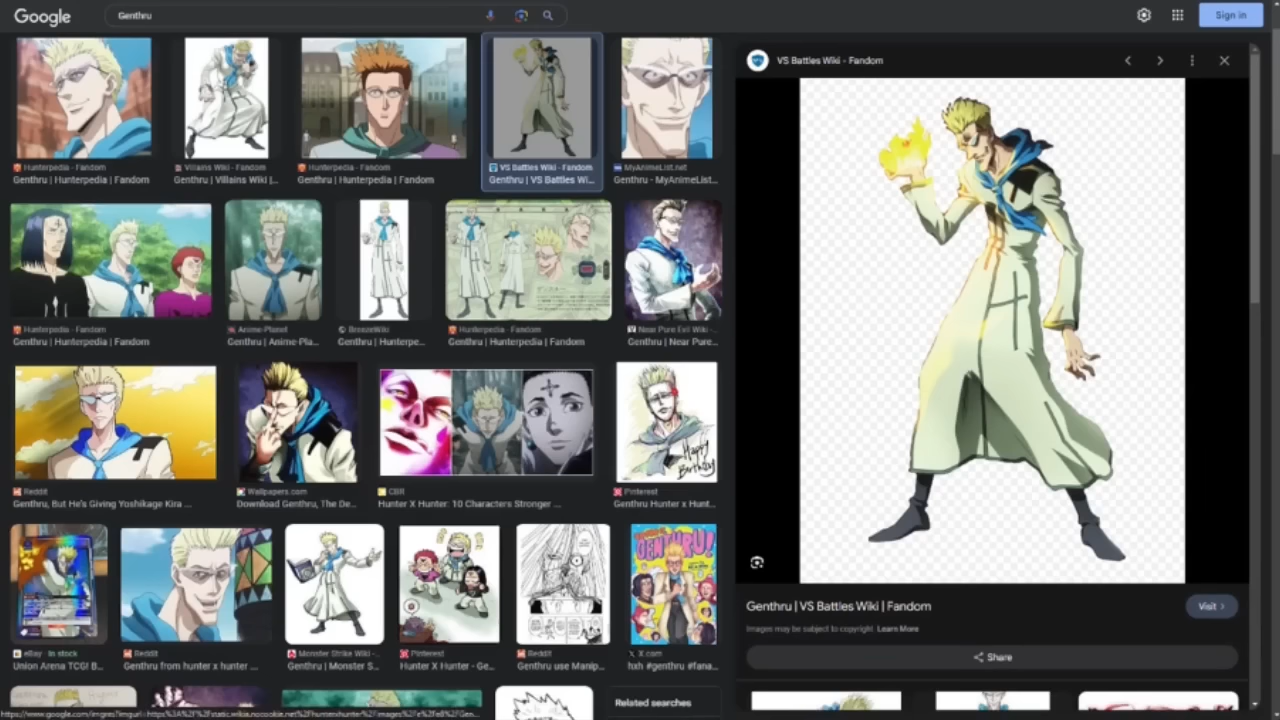 Google
Genthru
Sign in
VS Battles Wiki - Fandom
Hunterpedia - Fandom
Genthru | Hunterpedia | Fandom
Villains Wiki - Fandom
Genthru | Villains Wiki |...
Hunterpedia - Fandom
Genthru | Hunterpedia | Fandom
VS Battles Wiki - Fandom
Genthru | VS Battles Wi...
MyAnimeList.net
Genthru - MyAnimeList...
Hunterpedia - Fandom
Genthru | Hunterpedia | Fandom
Anime-Planet
Genthru | Anime-Pla...
BreezeWiki
Genthru | Hunterpe...
Hunterpedia - Fandom
Genthru | Hunterpedia | Fandom
Near Pure Evil Wiki -...
Genthru | Near Pure...
Happy
Birthday
Reddit
Genthru, But He's Giving Yoshikage Kira ...
Wallpapers.com
Download Genthru, The De...
CBR
Hunter X Hunter: 10 Characters Stronger ...
Pinterest
Genthru Hunter x Hunt...
GENTHRU!
eBay · In stock
Union Arena TCG! B...
Reddit
Genthru from hunter x hunter ...
Monster Strike Wiki -...
Genthru | Monster S...
Pinterest
Hunter X Hunter - Ge...
Reddit
Genthru use Manip...
X.com
hxh #genthru #fana...
Related searches
Genthru | VS Battles Wiki | Fandom
Visit
Images may be subject to copyright. Learn More
Share